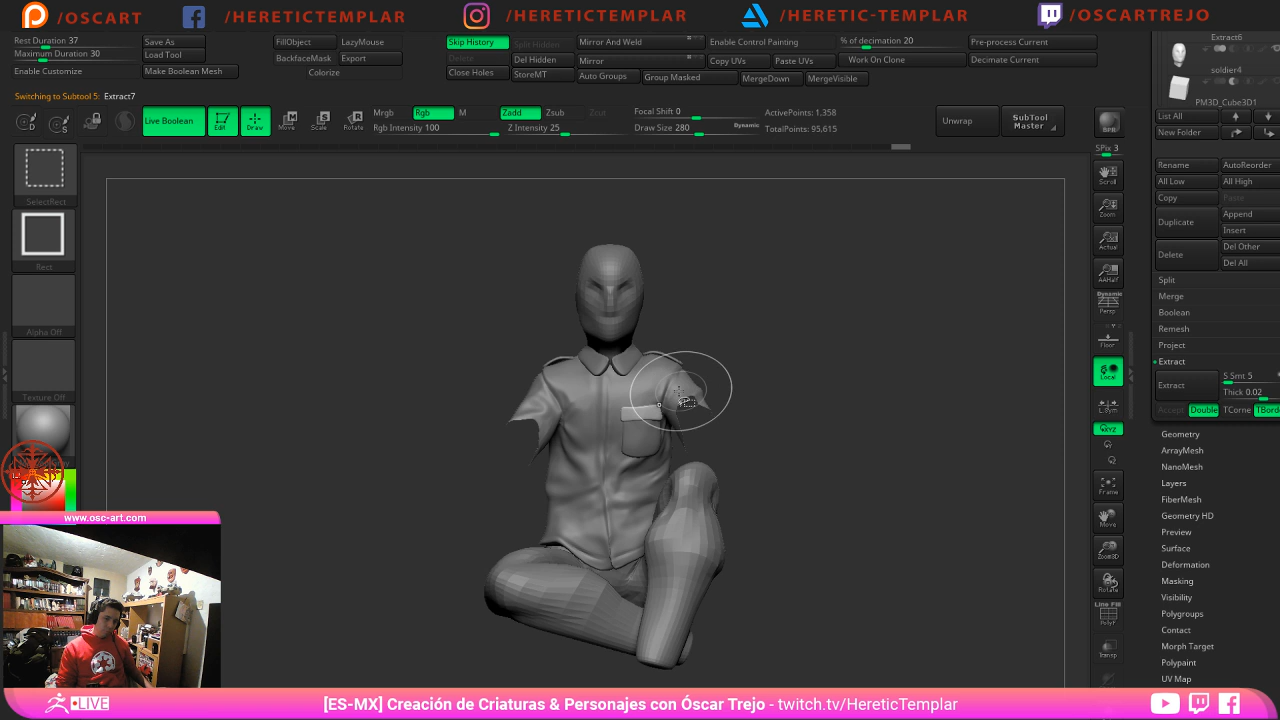 /OSCART
/HERETICTEMPLAR
/HERETICTEMPLAR
/HERETIC-TEMPLAR
/OSCARTREJO
Rest Duration 37
Maximum Duration 30
Enable Customize
Save As
Load Tool
Make Boolean Mesh
FillObject
LazyMouse
BackfaceMask
Export
Colorize
Skip History
Split Hidden
Delete
Del Hidden
Close Holes
StoreMT
Mirror And Weld
Mirror
Auto Groups
Group Masked
Enable Control Painting
Copy UVs
Paste UVs
MergeDown
MergeVisible
% of decimation 20
Work On Clone
Pre-process Current
Decimate Current
Switching to Subtool 5: Extract7
Live Boolean
Edit
Draw
Move
Scale
Rotate
Mrgb
Rgb
M
Rgb Intensity 100
Zadd
Zsub
Zcut
Z Intensity 25
Focal Shift 0
Draw Size 280
Dynamic
ActivePoints: 1,358
TotalPoints: 95,615
Unwrap
SubTool
Master
BPR
SPix 3
Scroll
Zoom
Actual
AAHalf
Dynamic
Persp
Floor
Local
L.Sym
XYZ
Frame
Move
Zoom3D
Rotate
Line Fill
PolyF
Transp
SelectRect
Rect
Alpha Off
Texture Off
Extract6
soldier4
PM3D_Cube3D1
List All
New Folder
Rename
AutoReorder
All Low
All High
Copy
Paste
Duplicate
Append
Insert
Delete
Del Other
Del All
Split
Merge
Boolean
Remesh
Project
Extract
Extract
S Smt 5
Thick 0.02
Accept
Double
TCorne
TBord
Geometry
ArrayMesh
NanoMesh
Layers
FiberMesh
Geometry HD
Preview
Surface
Deformation
Masking
Visibility
Polygroups
Contact
Morph Target
Polypaint
UV Map
www.osc-art.com
LIVE
[ES-MX] Creación de Criaturas & Personajes con Óscar Trejo - twitch.tv/HereticTemplar